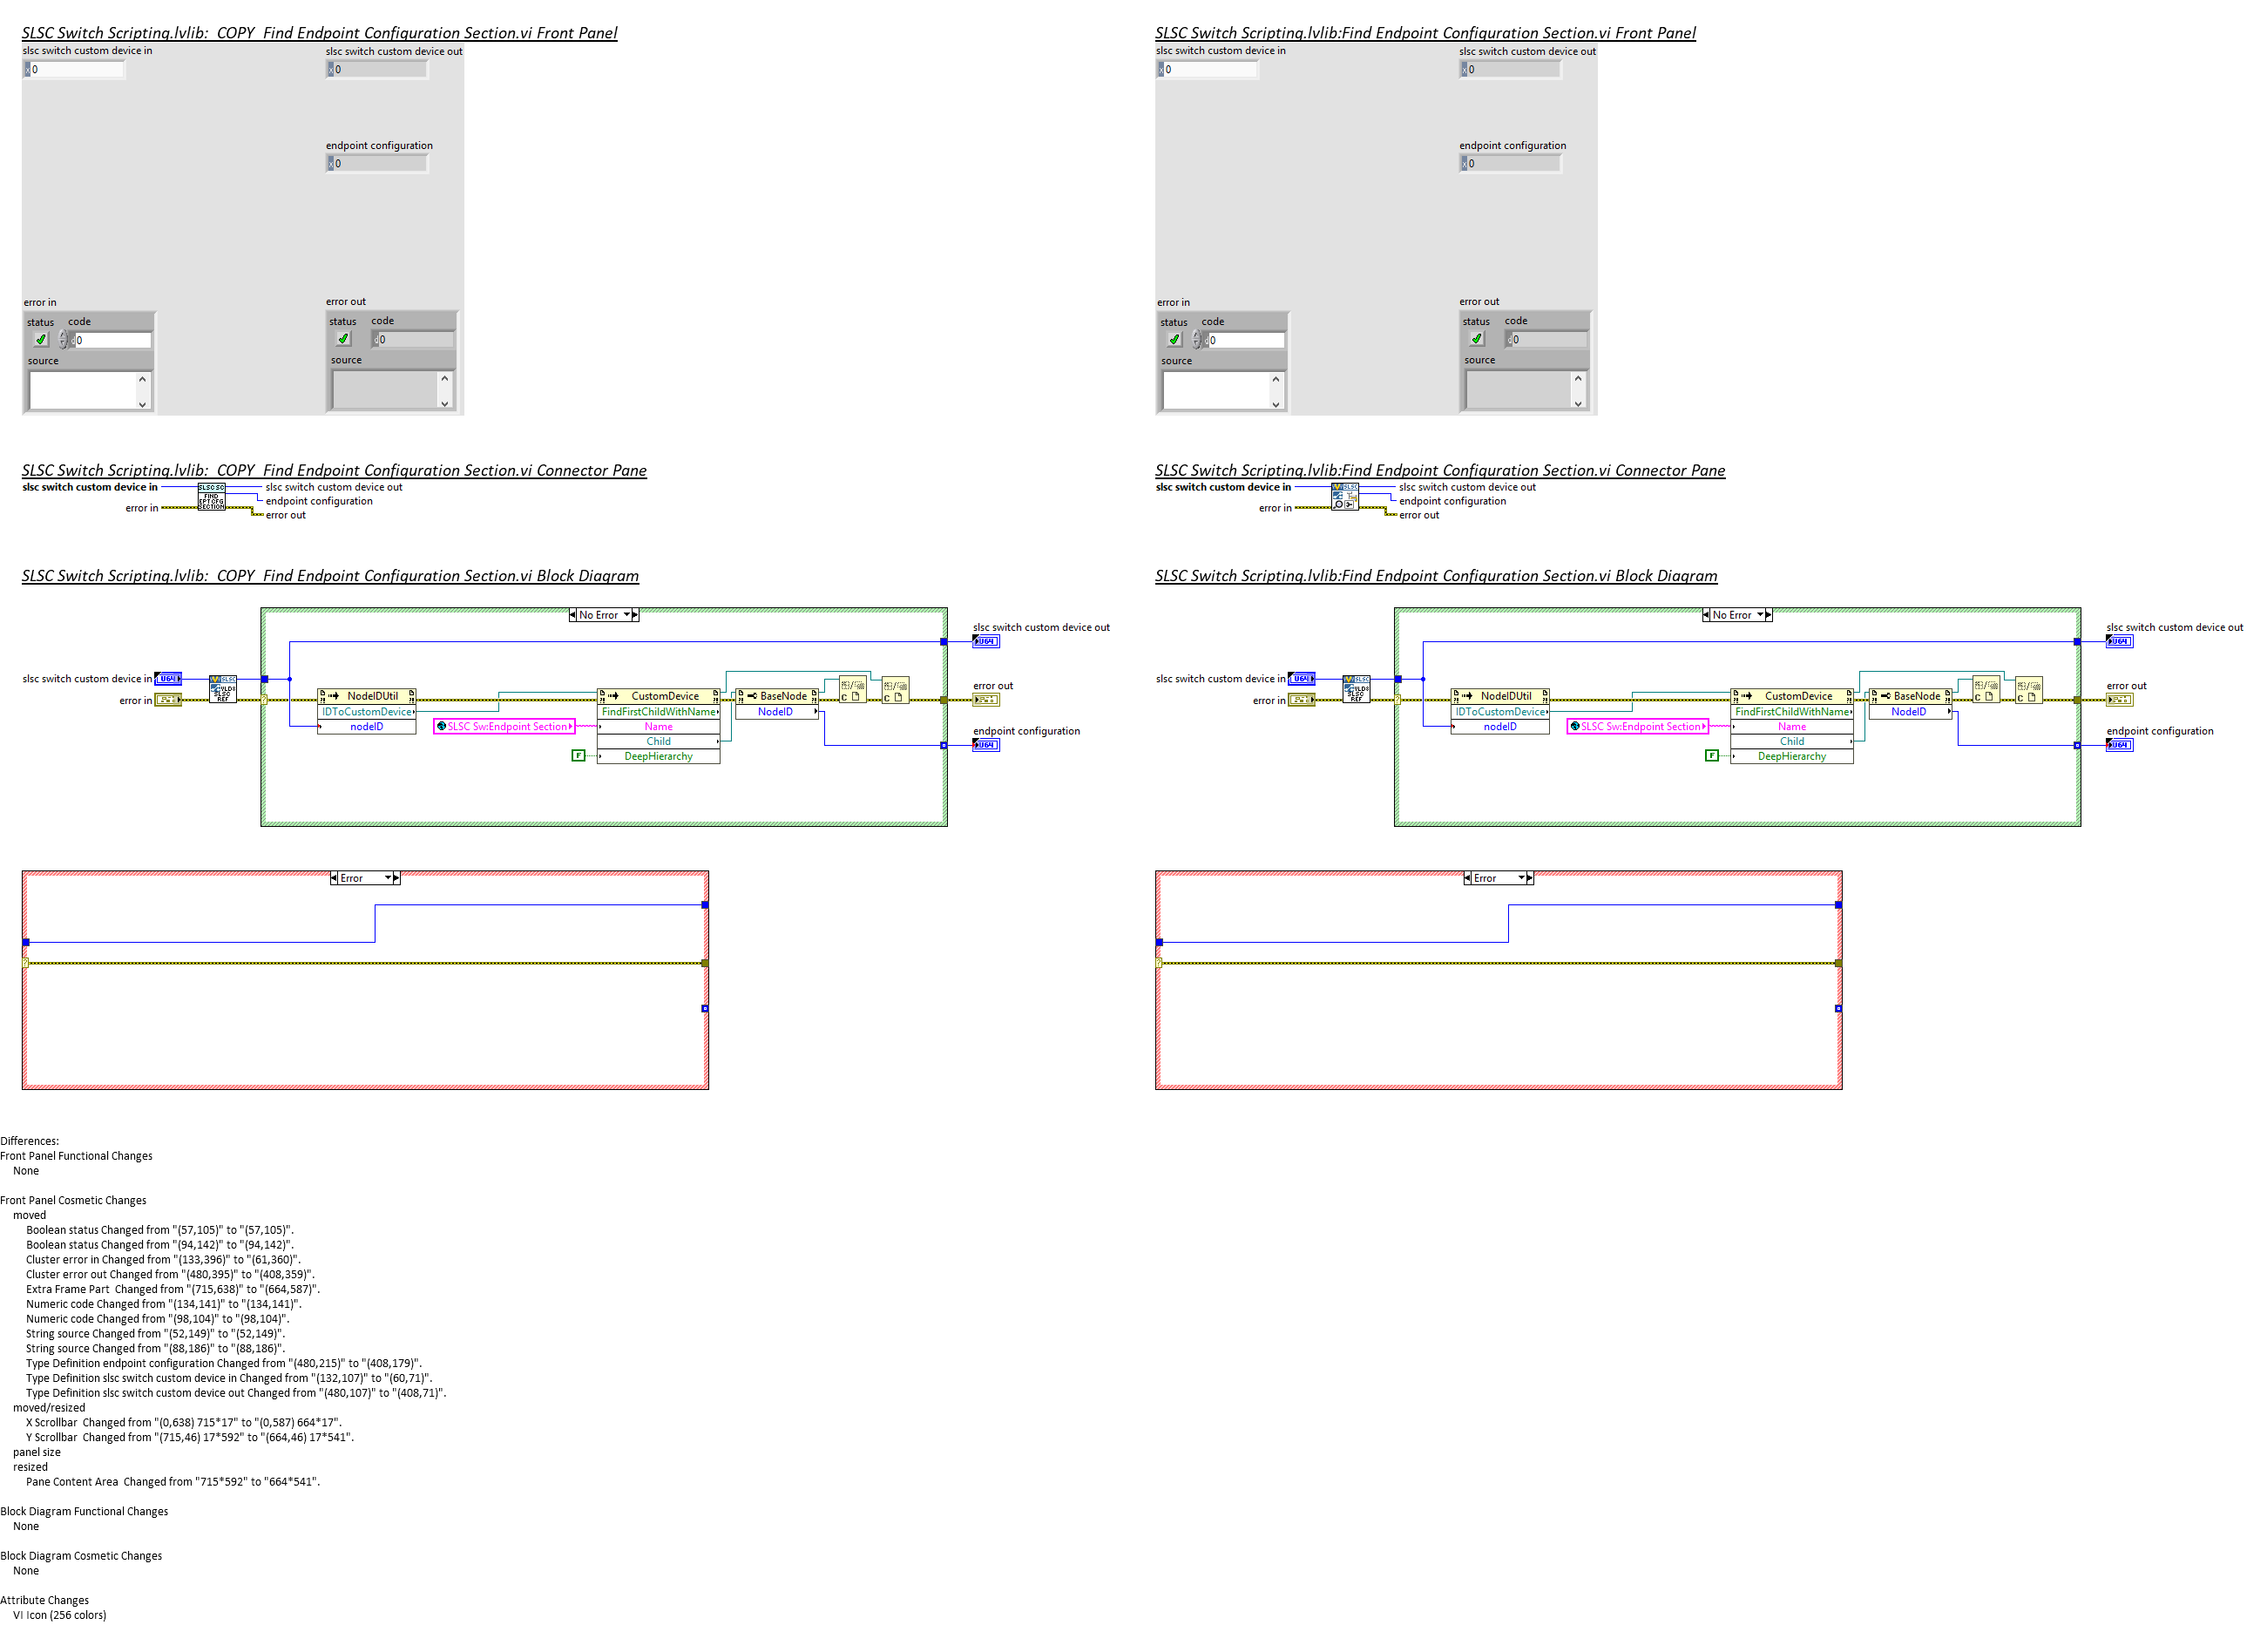 SLSC Switch Scripting.lvlib:  COPY  Find Endpoint Configuration Section.vi Front Panel
slsc switch custom device in
slsc switch custom device out
x 0
x 0
endpoint configuration
x 0
error in
error out
status
code
status
code
d 0
d 0
source
source
SLSC Switch Scripting.lvlib:Find Endpoint Configuration Section.vi Front Panel
slsc switch custom device in
slsc switch custom device out
x 0
x 0
endpoint configuration
x 0
error in
error out
status
code
status
code
d 0
d 0
source
source
SLSC Switch Scripting.lvlib:  COPY  Find Endpoint Configuration Section.vi Connector Pane
slsc switch custom device in
SLSC SC
FIND
EPT CFG
SECTION
slsc switch custom device out
endpoint configuration
error in
error out
SLSC Switch Scripting.lvlib:Find Endpoint Configuration Section.vi Connector Pane
slsc switch custom device in
SLSC
slsc switch custom device out
endpoint configuration
error in
error out
SLSC Switch Scripting.lvlib:  COPY  Find Endpoint Configuration Section.vi Block Diagram
No Error
slsc switch custom device out
U64
slsc switch custom device in
U64
SLSC
VLD8
SLSC
REF
error in
NodeIDUtil
IDToCustomDevice
nodeID
SLSC Sw:Endpoint Section
CustomDevice
FindFirstChildWithName
Name
Child
DeepHierarchy
F
BaseNode
NodeID
C
C
error out
endpoint configuration
U64
Error
SLSC Switch Scripting.lvlib:Find Endpoint Configuration Section.vi Block Diagram
No Error
slsc switch custom device out
U64
slsc switch custom device in
U64
SLSC
VLD8
SLSC
REF
error in
NodeIDUtil
IDToCustomDevice
nodeID
SLSC Sw:Endpoint Section
CustomDevice
FindFirstChildWithName
Name
Child
DeepHierarchy
F
BaseNode
NodeID
C
C
error out
endpoint configuration
U64
Error
Differences:
Front Panel Functional Changes
None
Front Panel Cosmetic Changes
moved
Boolean status Changed from "(57,105)" to "(57,105)".
Boolean status Changed from "(94,142)" to "(94,142)".
Cluster error in Changed from "(133,396)" to "(61,360)".
Cluster error out Changed from "(480,395)" to "(408,359)".
Extra Frame Part  Changed from "(715,638)" to "(664,587)".
Numeric code Changed from "(134,141)" to "(134,141)".
Numeric code Changed from "(98,104)" to "(98,104)".
String source Changed from "(52,149)" to "(52,149)".
String source Changed from "(88,186)" to "(88,186)".
Type Definition endpoint configuration Changed from "(480,215)" to "(408,179)".
Type Definition slsc switch custom device in Changed from "(132,107)" to "(60,71)".
Type Definition slsc switch custom device out Changed from "(480,107)" to "(408,71)".
moved/resized
X Scrollbar  Changed from "(0,638) 715*17" to "(0,587) 664*17".
Y Scrollbar  Changed from "(715,46) 17*592" to "(664,46) 17*541".
panel size
resized
Pane Content Area  Changed from "715*592" to "664*541".
Block Diagram Functional Changes
None
Block Diagram Cosmetic Changes
None
Attribute Changes
VI Icon (256 colors)